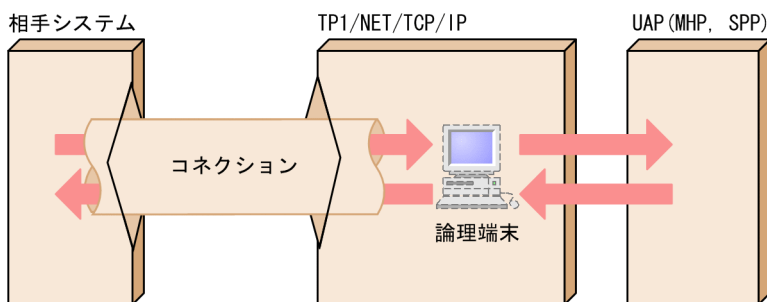 相手システム
TP1/NET/TCP/IP
UAP(MHP, SPP)
コネクション
論理端末